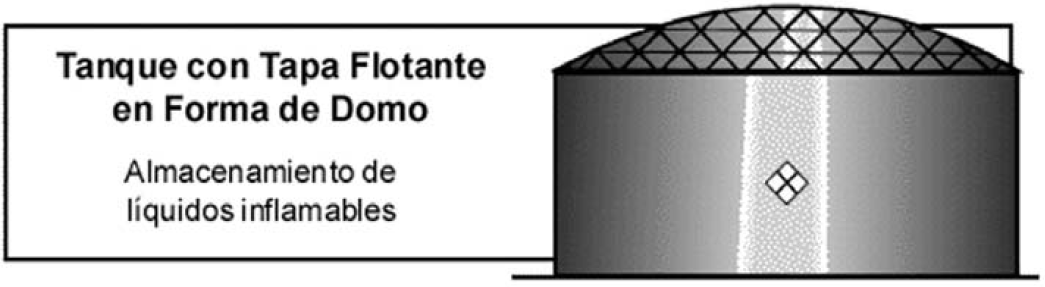 Tanque con Tapa Flotante
en Forma de Domo
Almacenamiento de
líquidos inflamables